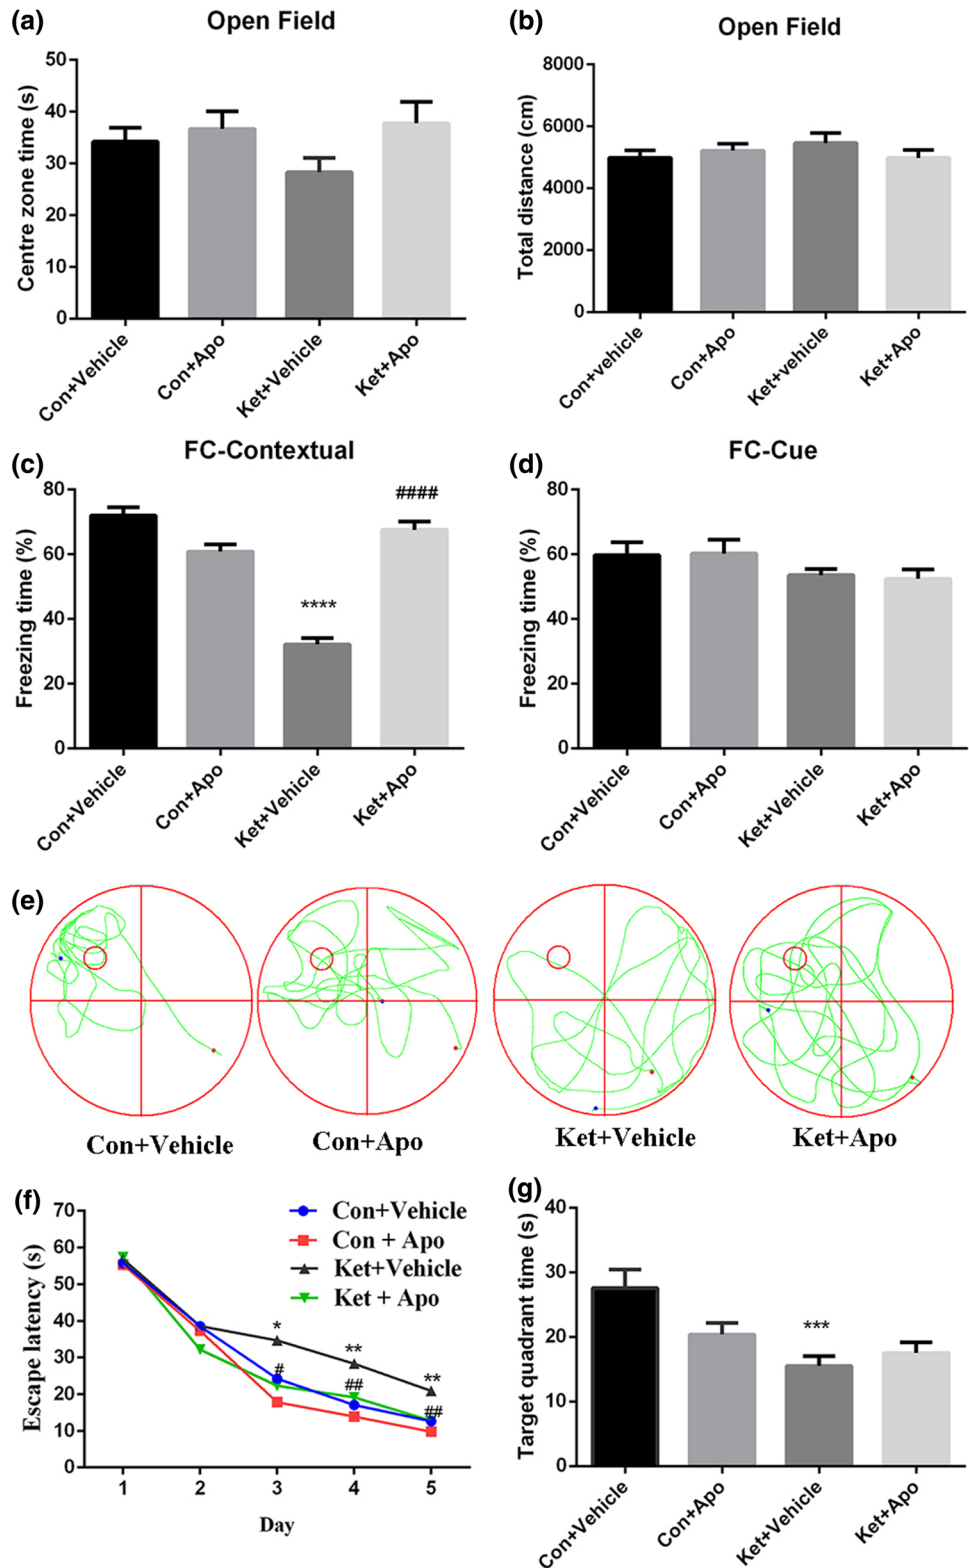 (a)
Open Field
Centre zone time (s)
50
40
30
20
10
0
Con+Vehicle
Con+Apo
Ket+Vehicle
Ket+Apo
(b)
Open Field
Total distance (cm)
8000
6000
4000
2000
0
Con+vehicle
Con+Apo
Ket+vehicle
Ket+Apo
(c)
FC-Contextual
Freezing time (%)
80
60
40
20
0
****
####
Con+Vehicle
Con+Apo
Ket+Vehicle
Ket+Apo
(d)
FC-Cue
Freezing time (%)
80
60
40
20
0
Con+Vehicle
Con+Apo
Ket+Vehicle
Ket+Apo
(e)
Con+Vehicle
Con+Apo
Ket+Vehicle
Ket+Apo
(f)
Escape latency (s)
70
60
50
40
30
20
10
0
Con+Vehicle
Con + Apo
Ket+Vehicle
Ket + Apo
*
**
**
#
##
##
1 2 3 4 5
Day
(g)
Target quadrant time (s)
40
30
20
10
0
***
Con+Vehicle
Con+Apo
Ket+Vehicle
Ket+Apo